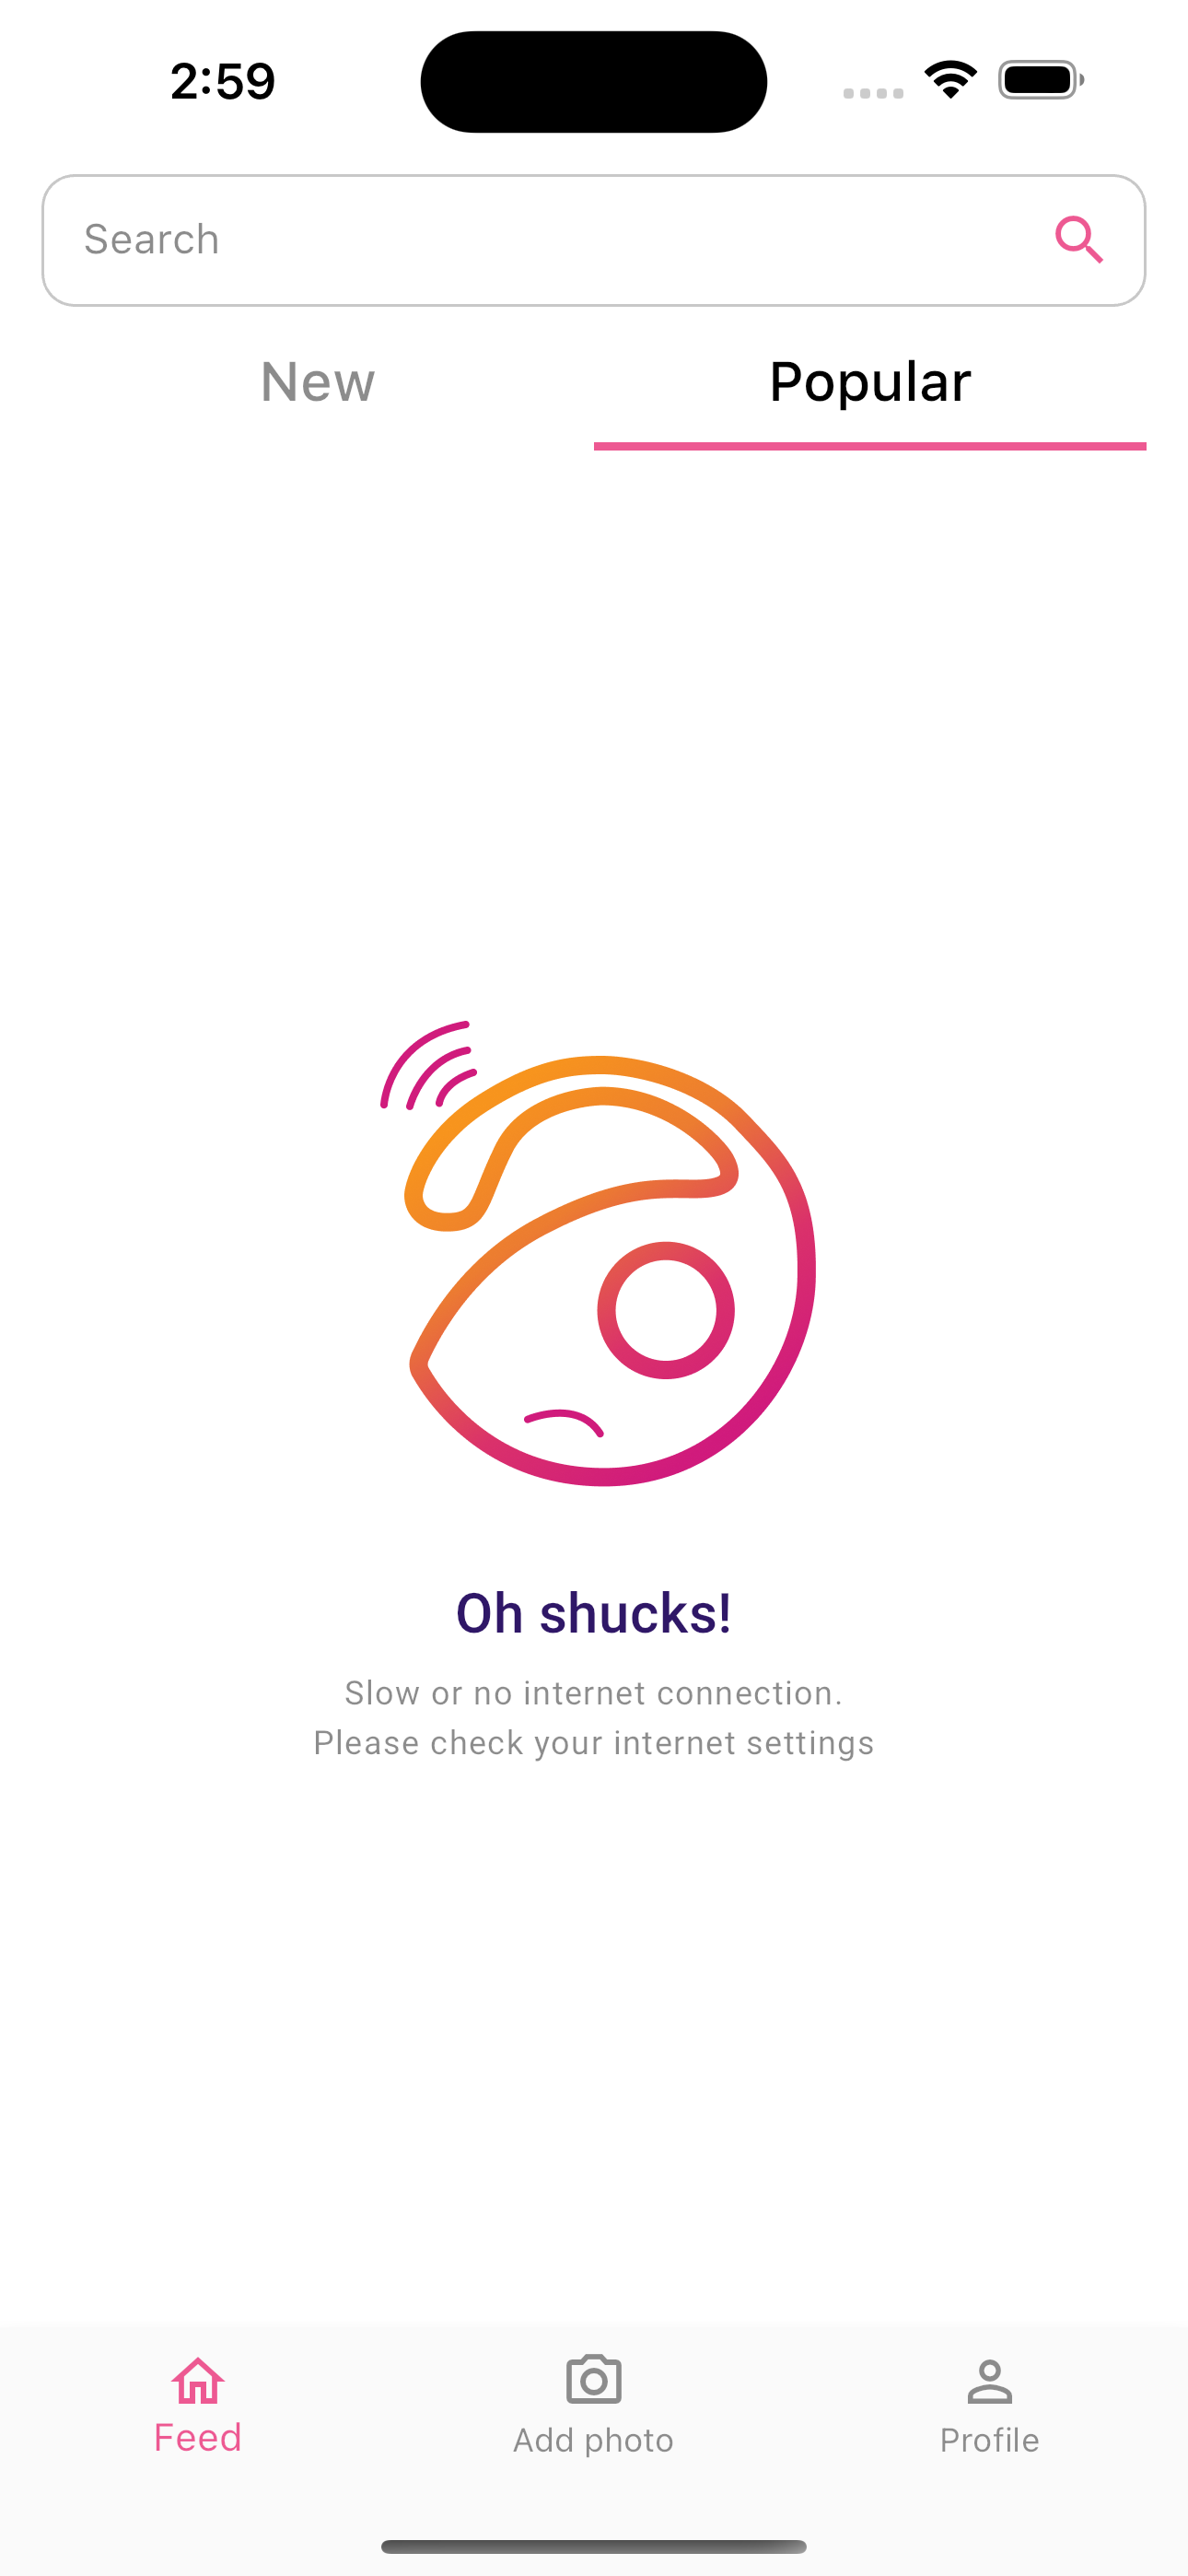 2:59
Search
New
Popular
Oh shucks!
Slow or no internet connection.
Please check your internet settings
Feed
Add photo
Profile